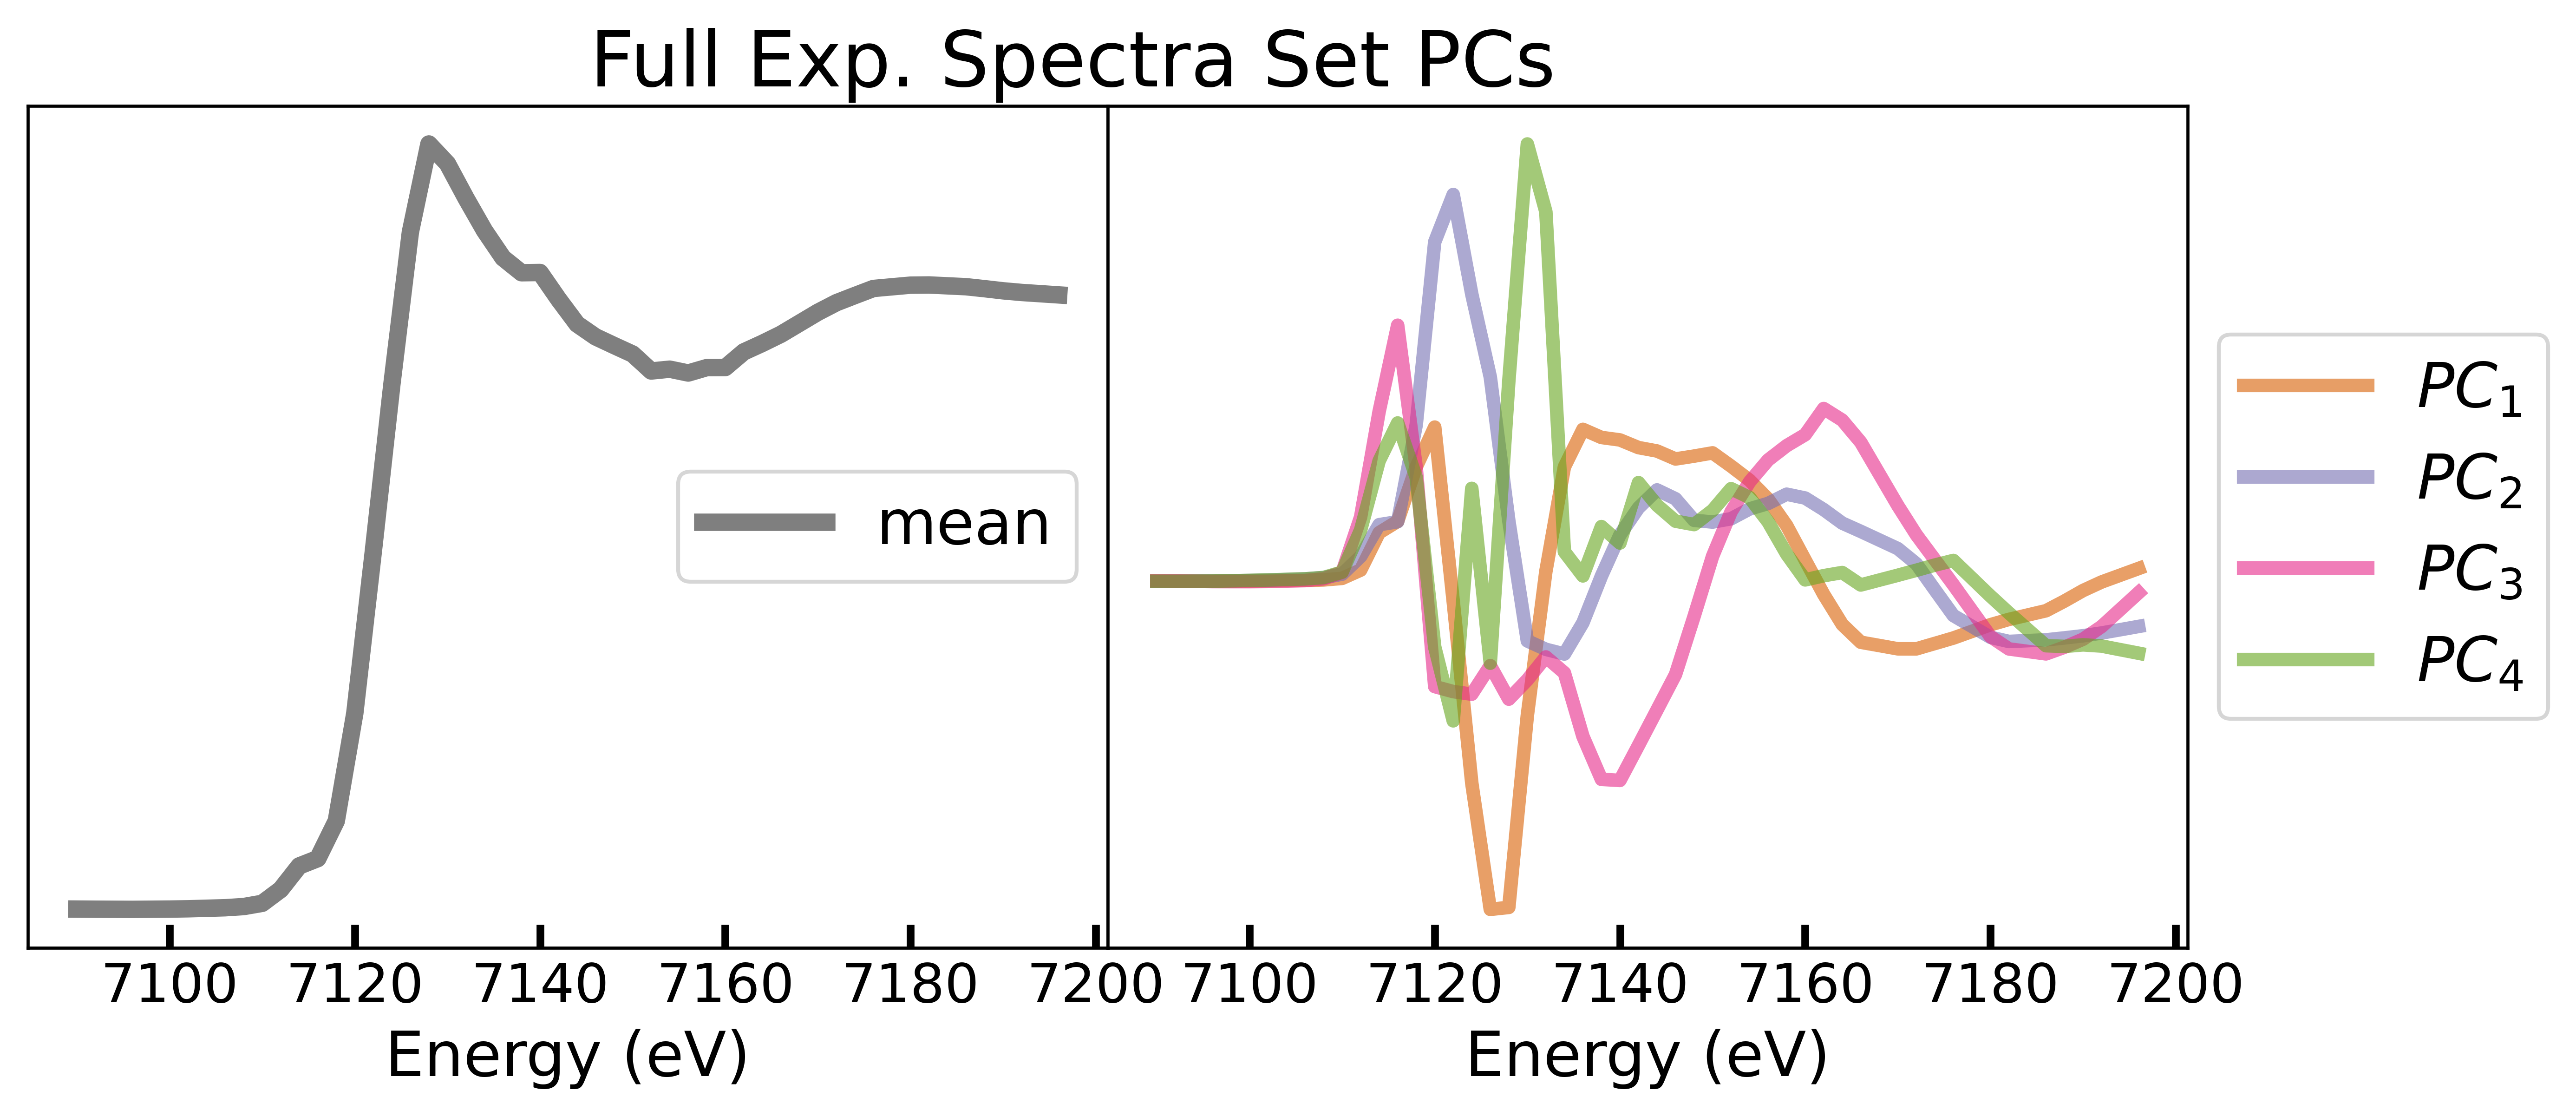 Full Exp. Spectra Set PCs
mean
PC1
PC2
PC3
PC4
7100 7120 7140 7160 7180 7200 7100 7120 7140 7160 7180 7200
Energy (eV) Energy (eV)